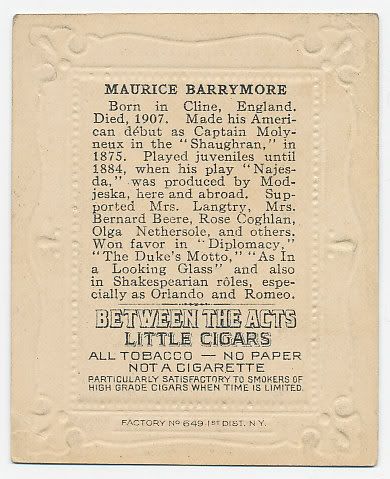 MAURICE BARRYMORE
Born in Cline, England.
Died, 1907. Made his Ameri-
can début as Captain Moly-
neux in the "Shaughran," in
1875. Played juveniles until
1884, when his play "Najes-
da," was produced by Mod-
jeska, here and abroad. Sup-
ported Mrs. Langtry, Mrs.
Bernard Beere, Rose Coghlan,
Olga Nethersole, and others.
Won favor in "Diplomacy,"
"The Duke's Motto," "As In
a Looking Glass" and also
in Shakespearian rôles, espe-
cially as Orlando and Romeo.
BETWEEN THE ACTS
LITTLE CIGARS
ALL TOBACCO — NO PAPER
NOT A CIGARETTE
PARTICULARLY SATISFACTORY TO SMOKERS OF
HIGH GRADE CIGARS WHEN TIME IS LIMITED.
FACTORY No 649-1ST DIST. N.Y.